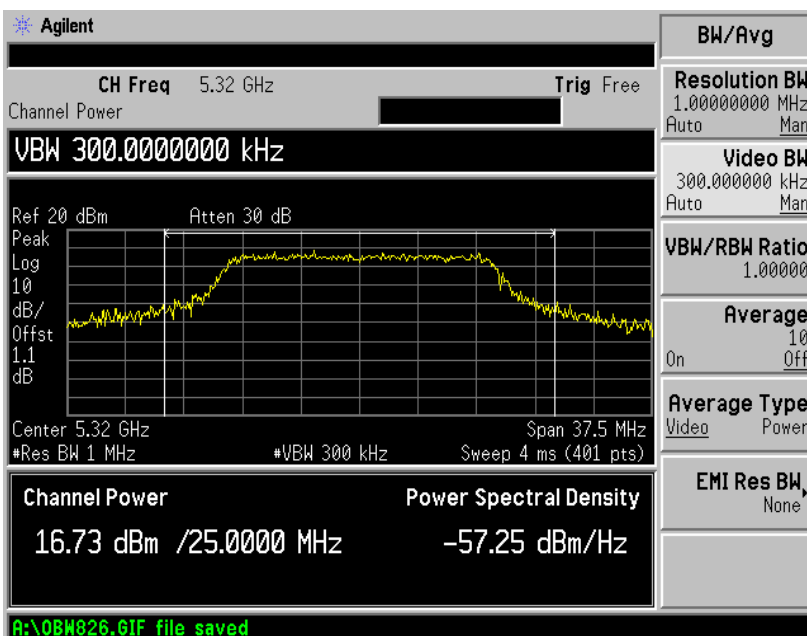 Agilent
CH Freq 5.32 GHz Trig Free
Channel Power
VBW 300.0000000 kHz
Ref 20 dBm Atten 30 dB
Peak
Log
10
dB/
Offst
1.1
dB
Center 5.32 GHz Span 37.5 MHz
#Res BW 1 MHz #VBW 300 kHz Sweep 4 ms (401 pts)
Channel Power Power Spectral Density
16.73 dBm /25.0000 MHz -57.25 dBm/Hz
A:\OBW826.GIF file saved
BW/Avg
Resolution BW
1.00000000 MHz
Auto Man
Video BW
300.000000 kHz
Auto Man
VBW/RBW Ratio
1.00000
Average
10
On Off
Average Type
Video Power
EMI Res BW
None